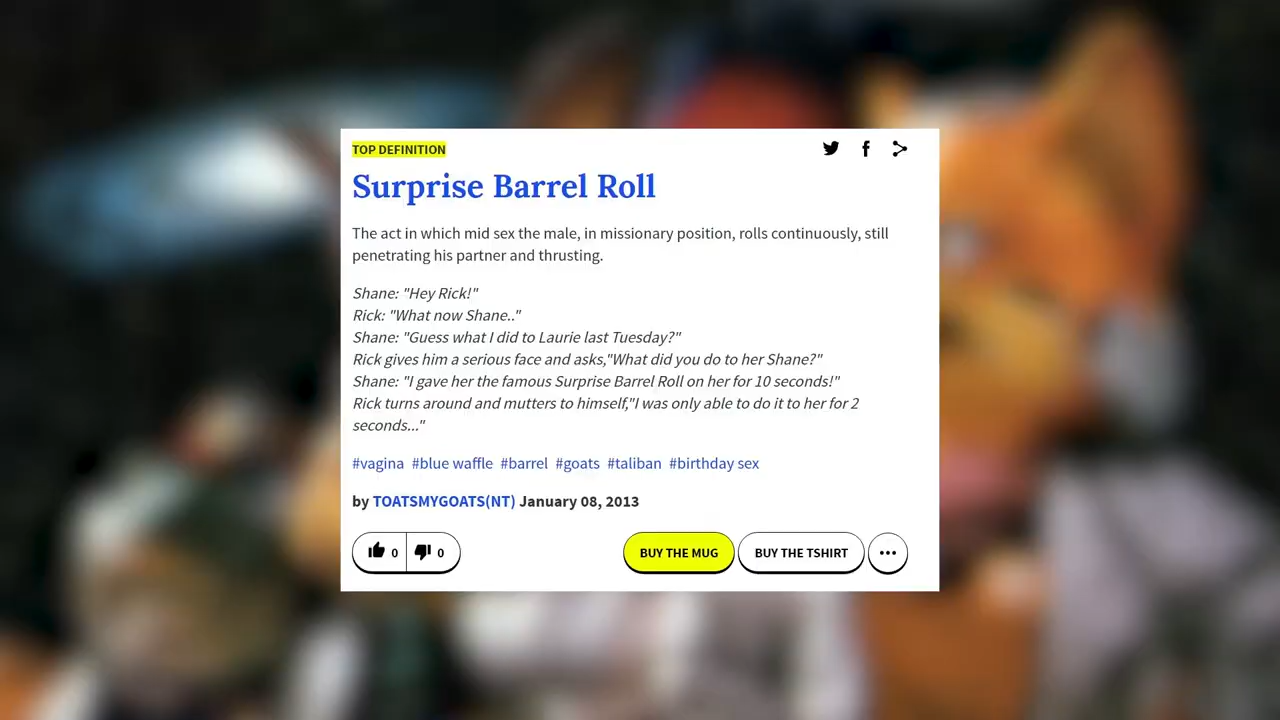 TOP DEFINITION
Surprise Barrel Roll
The act in which mid sex the male, in missionary position, rolls continuously, still
penetrating his partner and thrusting.
Shane: "Hey Rick!"
Rick: "What now Shane.."
Shane: "Guess what I did to Laurie last Tuesday?"
Rick gives him a serious face and asks,"What did you do to her Shane?"
Shane: "I gave her the famous Surprise Barrel Roll on her for 10 seconds!"
Rick turns around and mutters to himself,"I was only able to do it to her for 2
seconds..."
#vagina #blue waffle #barrel #goats #taliban #birthday sex
by TOATSMYGOATS(NT) January 08, 2013
0 0 BUY THE MUG BUY THE TSHIRT